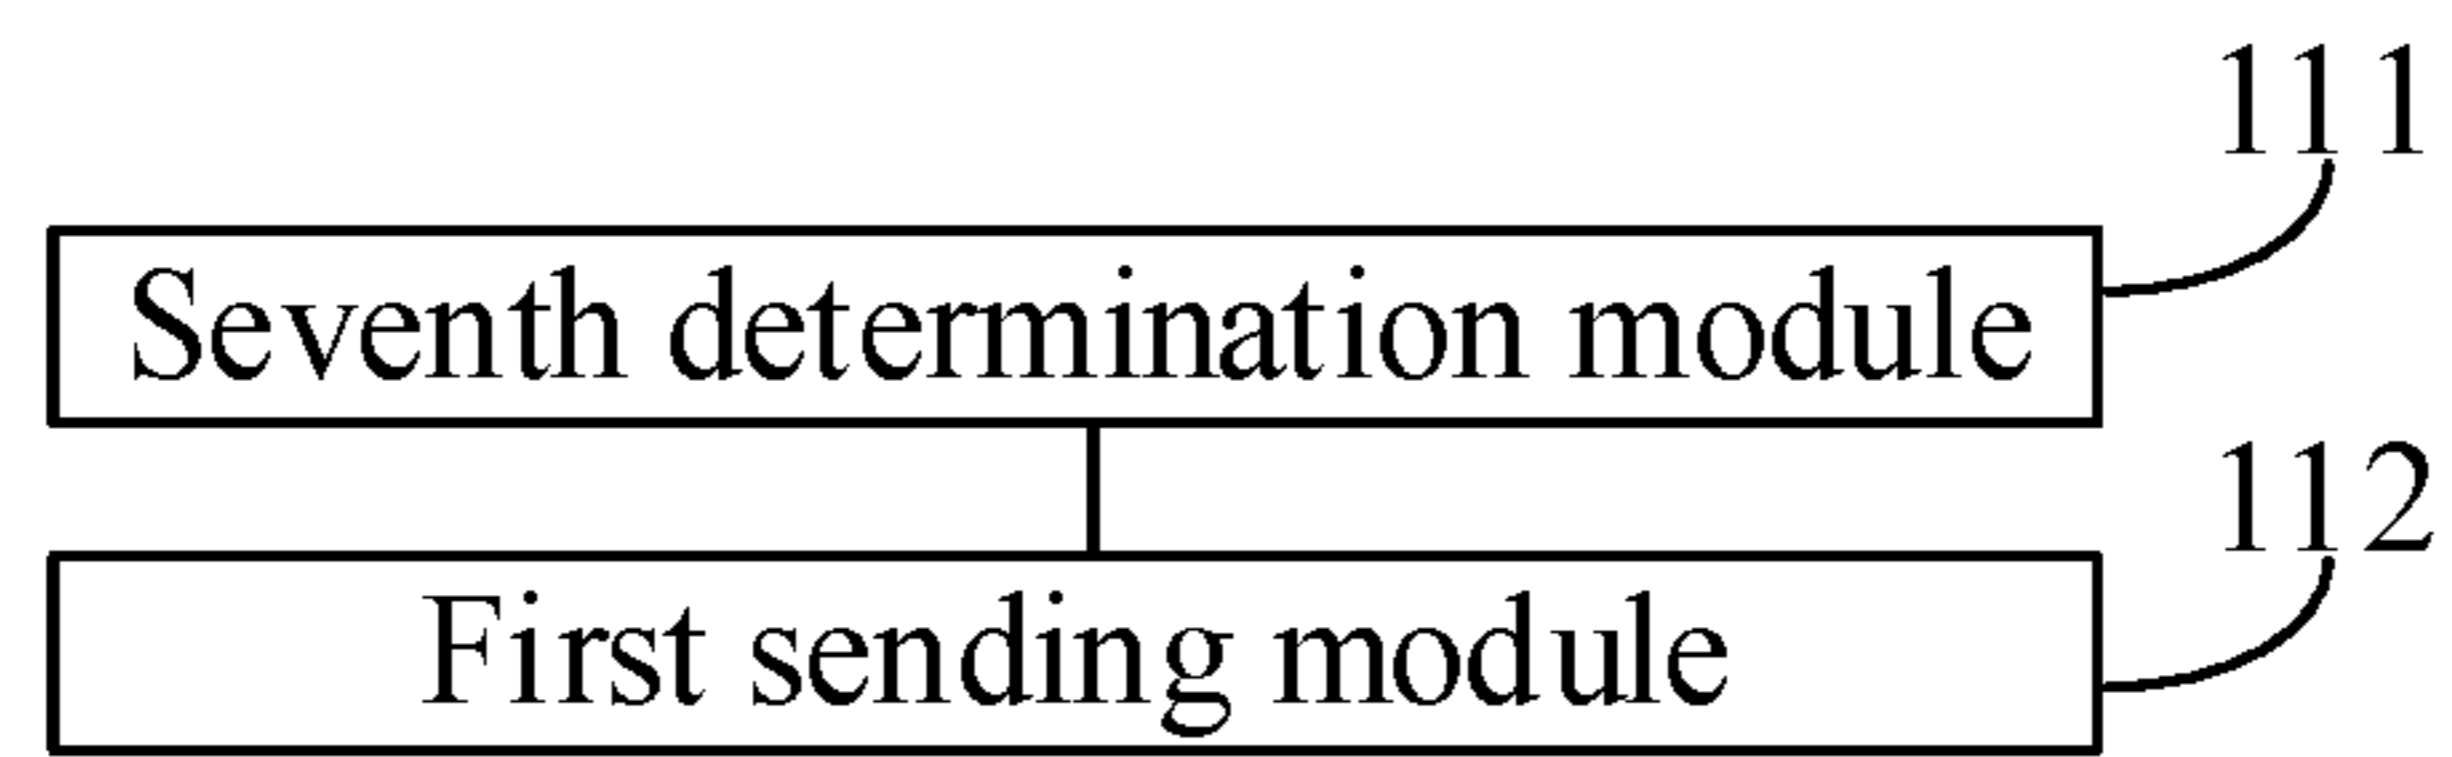 111
Seventh determination module
112
First sending module